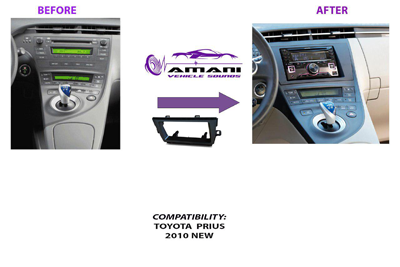 BEFORE
AFTER
AMANI
VEHICLE SOUNDS
COMPATIBILITY:
TOYOTA PRIUS
2010 NEW